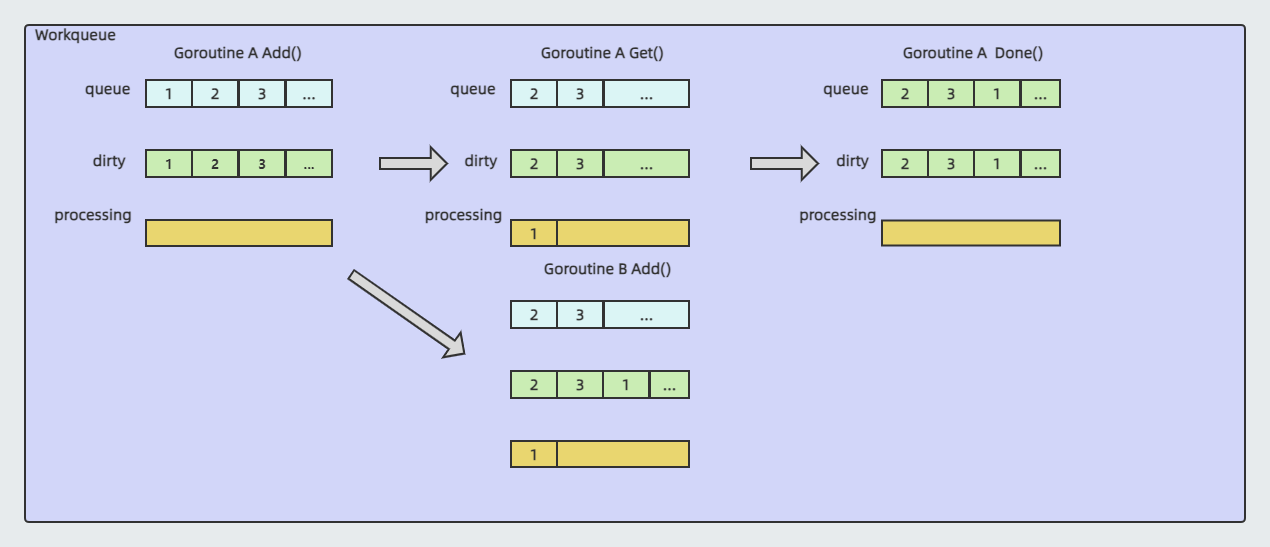 Workqueue
Goroutine A Add()
queue
1 2 3 ...
dirty
1 2 3 ...
processing
Goroutine A Get()
queue
2 3 ...
dirty
2 3 ...
processing
1
Goroutine B Add()
2 3 ...
2 3 1 ...
1
Goroutine A Done()
queue
2 3 1 ...
dirty
2 3 1 ...
processing